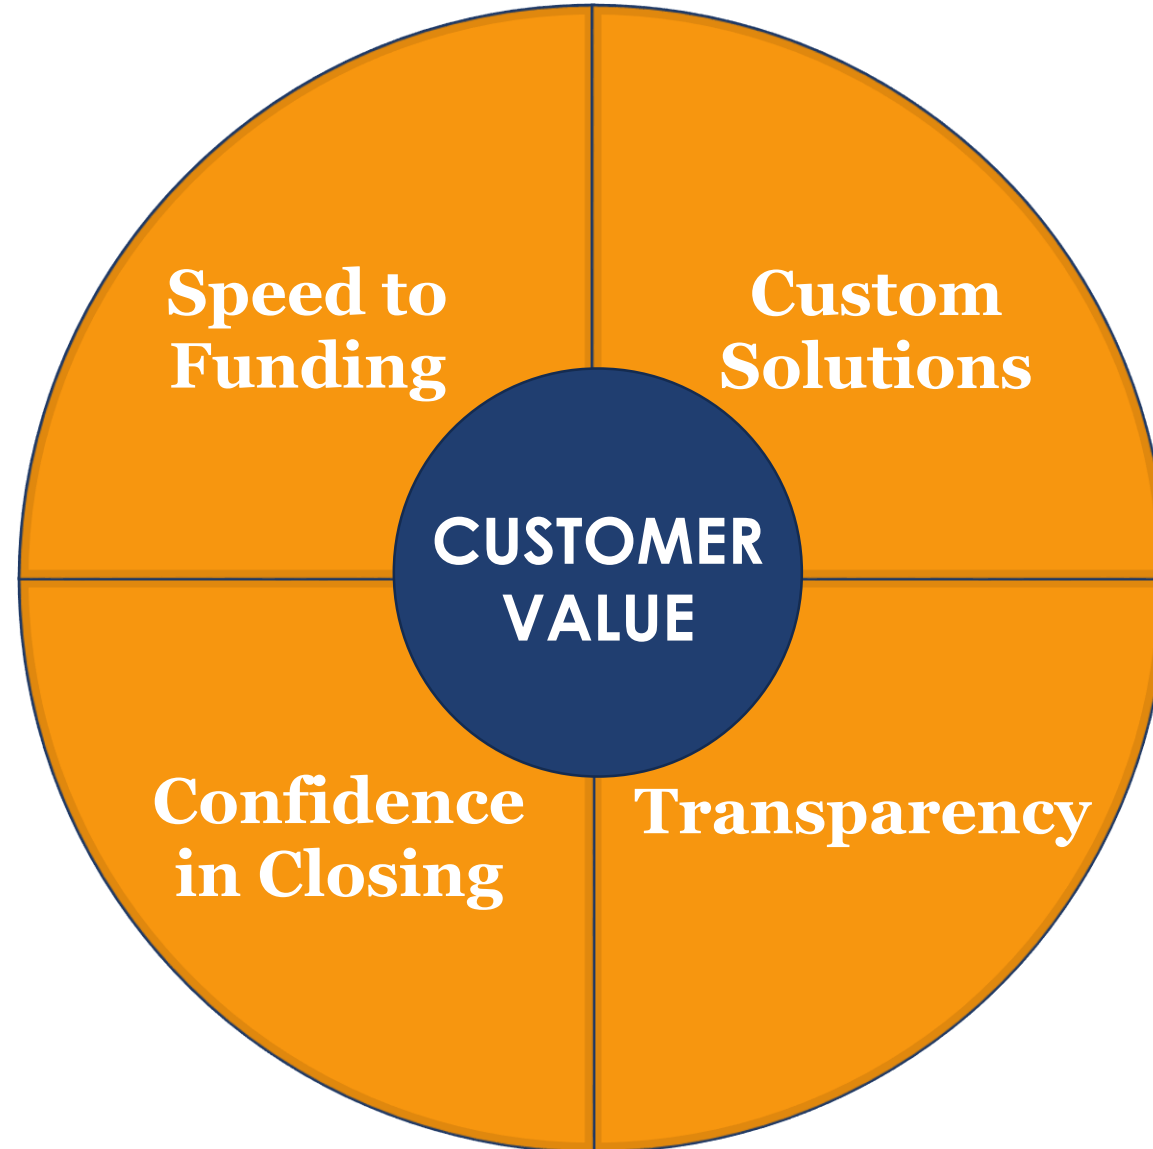 Speed to
Funding
Custom
Solutions
CUSTOMER
VALUE
Confidence
in Closing
Transparency